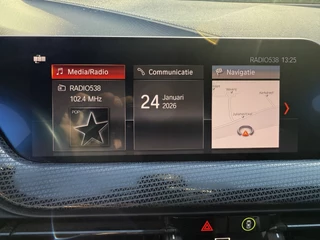 RADIO538 13:25
Media/Radio
Communicatie
Navigatie
RADIO538
102.4 MHz
POP
24 Januari
2026